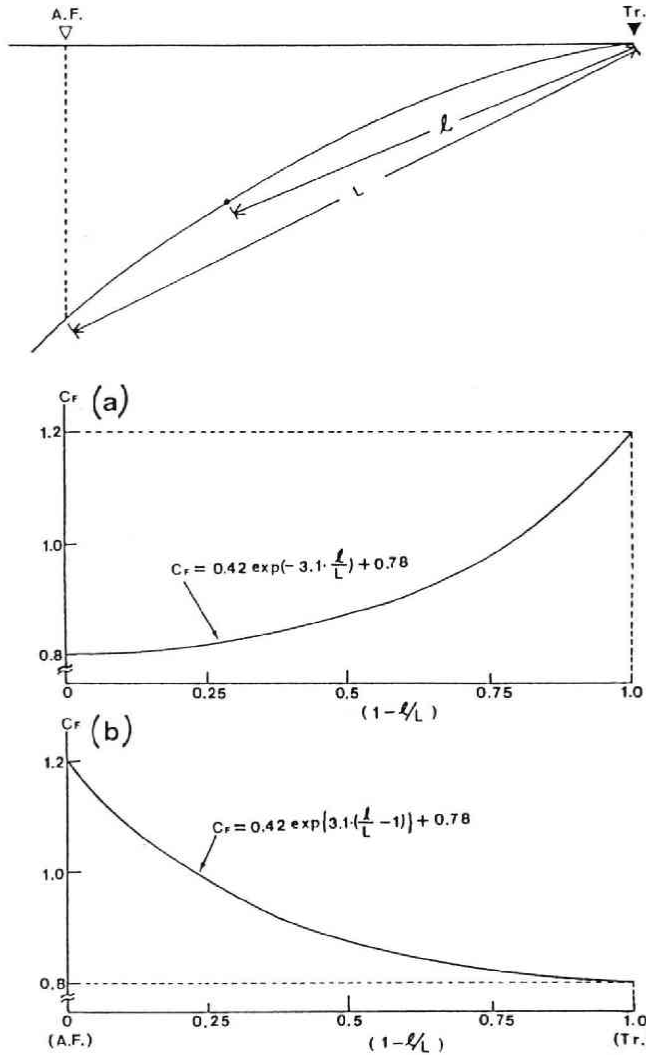 A.F. Tr.
ℓ
L
CF (a)
1.2
1.0
CF = 0.42 exp(-3.1·ℓ/L) + 0.78
0.8
0 0.25 0.5 0.75 1.0
(1-ℓ/L)
CF (b)
1.2
CF = 0.42 exp{3.1·(ℓ/L -1)} + 0.78
1.0
0.8
0 0.25 0.5 0.75 1.0
(A.F.) (1-ℓ/L) (Tr.